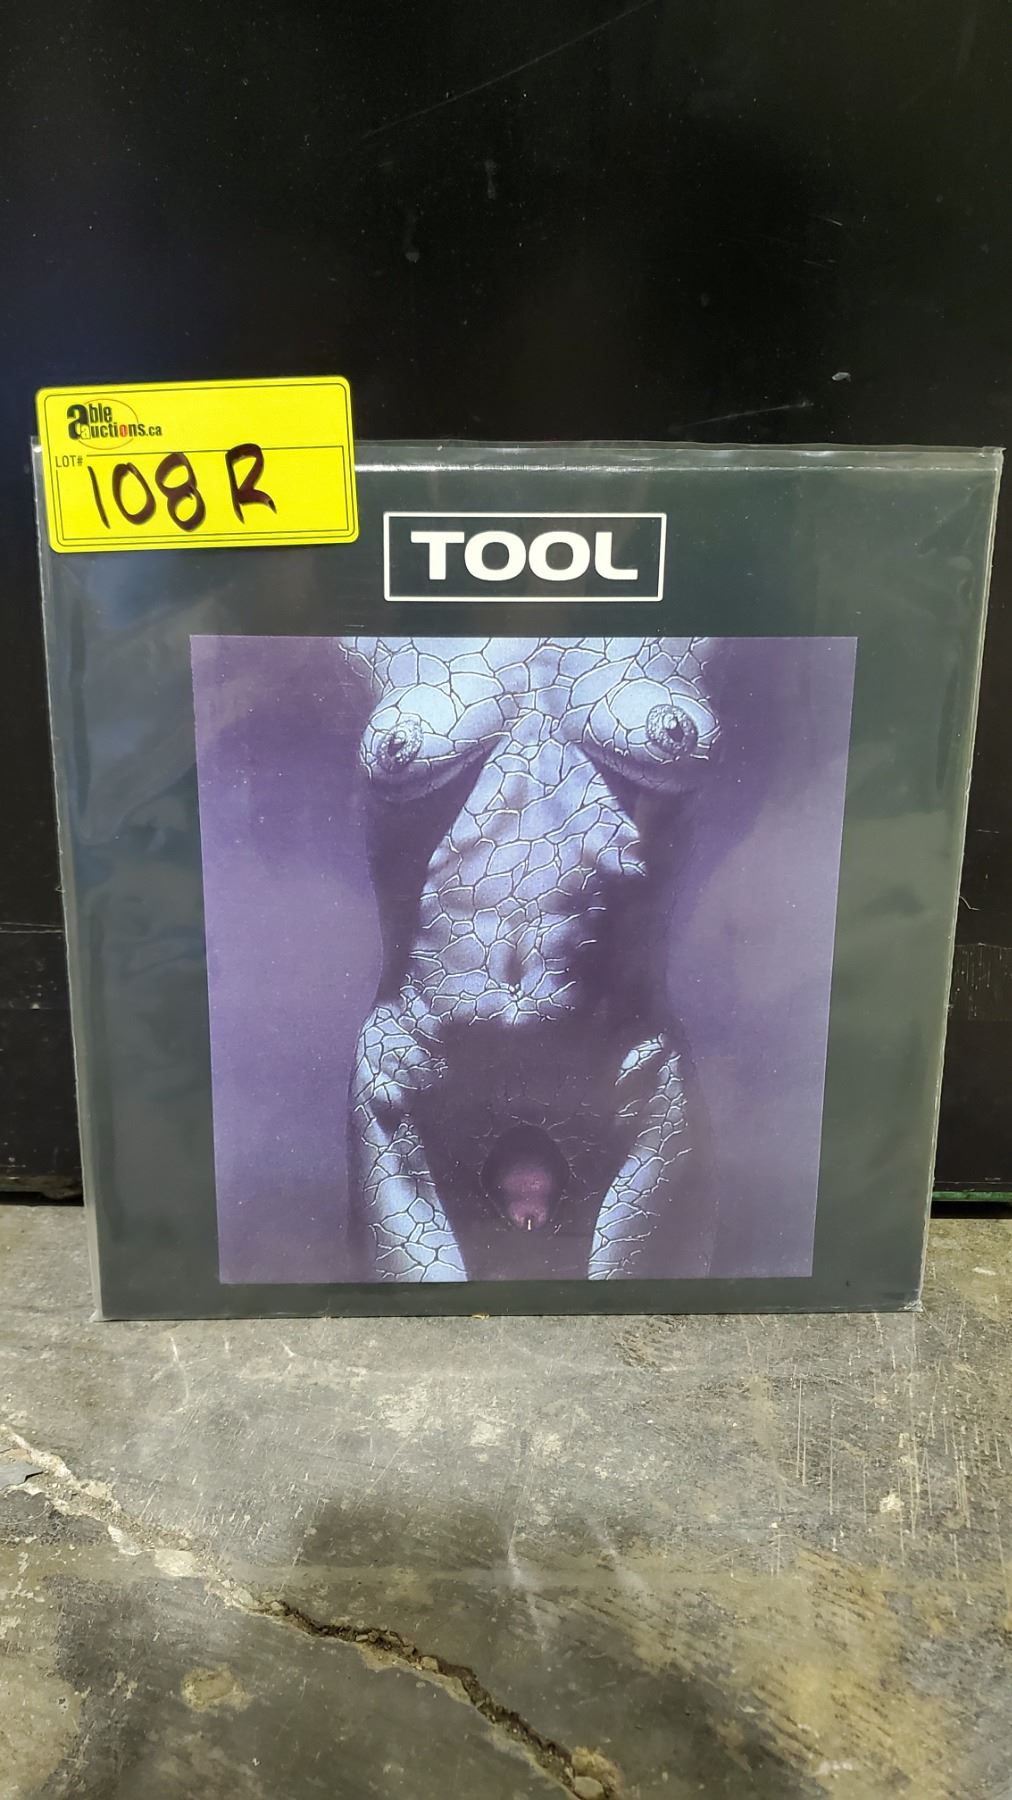 able
auctions.ca
LOT# 108 R
TOOL